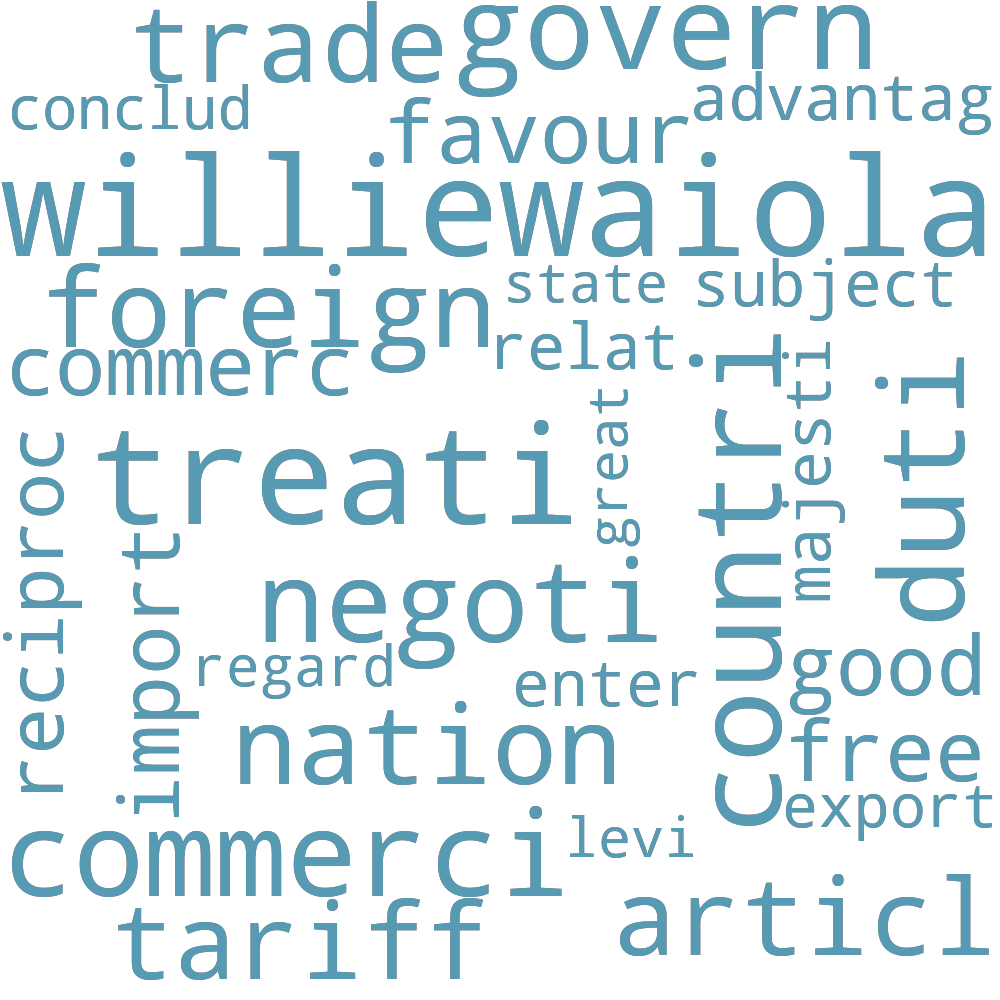 trade govern
conclud favour advantag
williewaiola
foreign state subject
commerc relat
countri majesti duti
great
treati
reciproc import
negoti
regard enter good
nation free
export
commerci levi
tariff articl